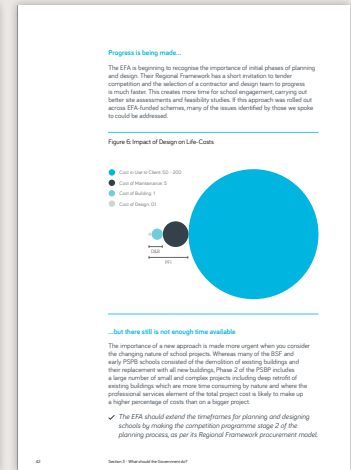 Progress is being made...
The EFA is beginning to recognise the importance of initial phases of planning
and design. Their Regional Framework has a short invitation to tender
competition and the selection of a contractor and design team to progress
is much faster. This creates more time for school engagement, carrying out
better site assessments and feasibility studies. If this approach was rolled out
across EFA-funded schemes, many of the issues identified by those we spoke
to could be addressed.
Figure 6: Impact of Design on Life-Costs
Cost in Use to Client: 50 - 200
Cost of Maintenance: 5
Cost of Building: 1
Cost of Design: 0.1
D&B
PFI
...but there still is not enough time available
The importance of a new approach is made more urgent when you consider
the changing nature of school projects. Whereas many of the BSF and
early PSPB schools consisted of the demolition of existing buildings and
their replacement with all new buildings, Phase 2 of the PSBP includes
a large number of small and complex projects including deep retrofit of
existing buildings which are more time consuming by nature and where the
professional services element of the total project cost is likely to make up
a higher percentage of costs than on a bigger project.
✓ The EFA should extend the timeframes for planning and designing
schools by making the competition programme stage 2 of the
planning process, as per its Regional Framework procurement model.
42 Section 3 - What should the Government do?